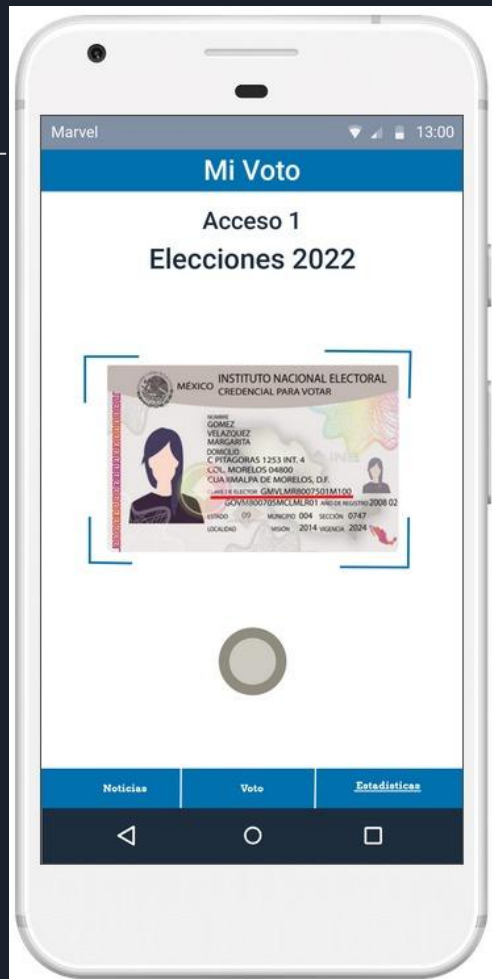 Marvel 13:00
Mi Voto
Acceso 1
Elecciones 2022
MÉXICO INSTITUTO NACIONAL ELECTORAL
CREDENCIAL PARA VOTAR
NOMBRE
GOMEZ
VELAZQUEZ
MARGARITA
DOMICILIO
C PITAGORAS 1253 INT. 4
COL. MORELOS 04800
CUAJIMALPA DE MORELOS, D.F.
CLAVE DE ELECTOR GMVLMR8007501M100
GOVM800705MCLMLR01 AÑO DE REGISTRO 2008 02
ESTADO 09 MUNICIPIO 004 SECCIÓN 0747
LOCALIDAD MISIÓN 2014 VIGENCIA 2024
Noticias Voto Estadisticas